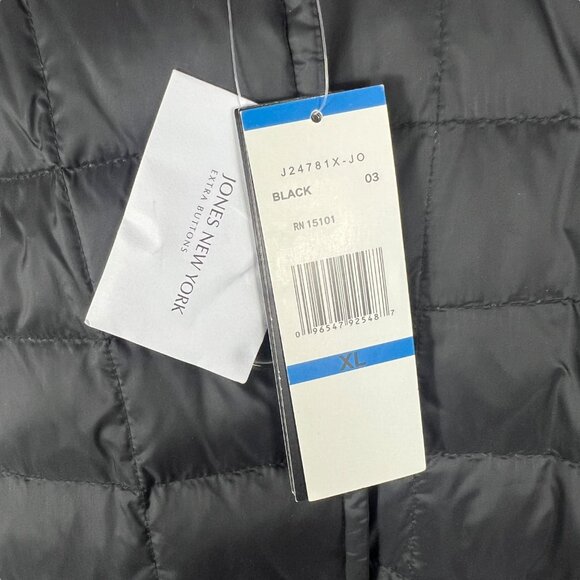 JONES NEW YORK
EXTRA BUTTONS
J24781X-JO
BLACK 03
RN 15101
0 96547 92548 7
XL